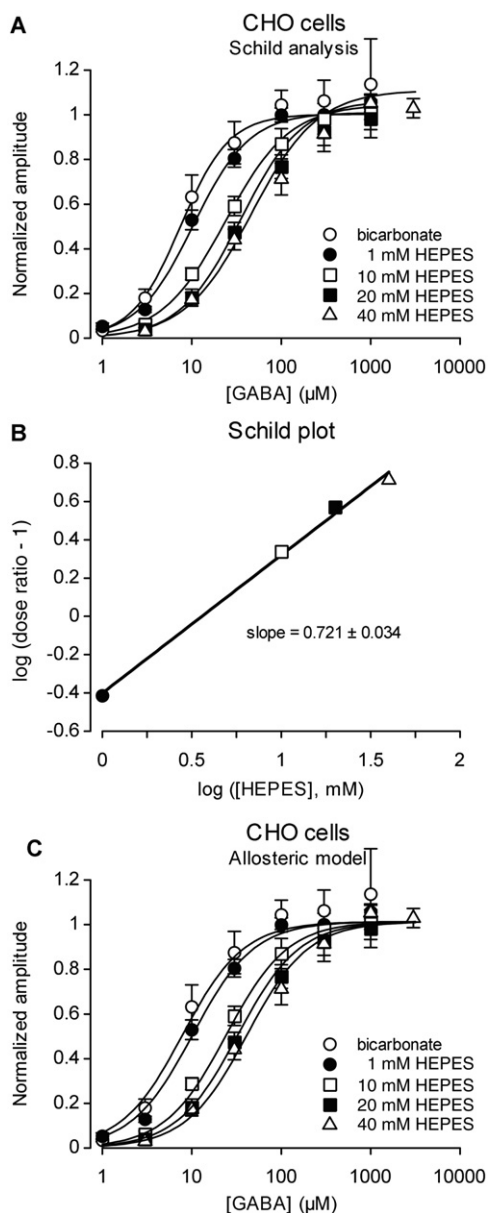 A
CHO cells
Schild analysis
Normalized amplitude
1.2
1
0.8
0.6
0.4
0.2
0
bicarbonate
1 mM HEPES
10 mM HEPES
20 mM HEPES
40 mM HEPES
1 10 100 1000 10000
[GABA] (µM)
B
Schild plot
log (dose ratio - 1)
0.8
0.6
0.4
0.2
0
-0.2
-0.4
-0.6
slope = 0.721 ± 0.034
0 0.5 1 1.5 2
log ([HEPES], mM)
C
CHO cells
Allosteric model
Normalized amplitude
1.2
1
0.8
0.6
0.4
0.2
0
bicarbonate
1 mM HEPES
10 mM HEPES
20 mM HEPES
40 mM HEPES
1 10 100 1000 10000
[GABA] (µM)